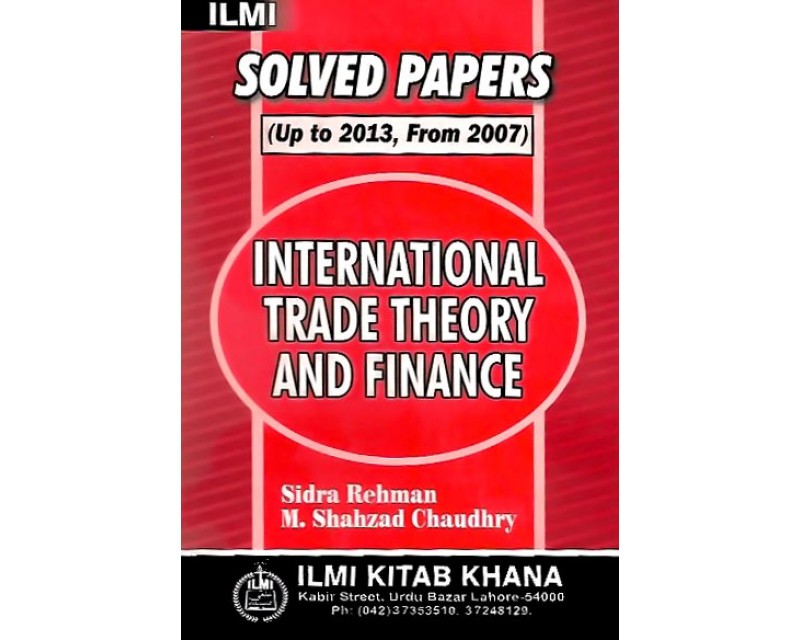 ILMI
SOLVED PAPERS
(Up to 2013, From 2007)
INTERNATIONAL
TRADE THEORY
AND FINANCE
Sidra Rehman
M. Shahzad Chaudhry
ILMI
ILMI KITAB KHANA
Kabir Street, Urdu Bazar Lahore-54000
Ph: (042)37353510. 37248129.